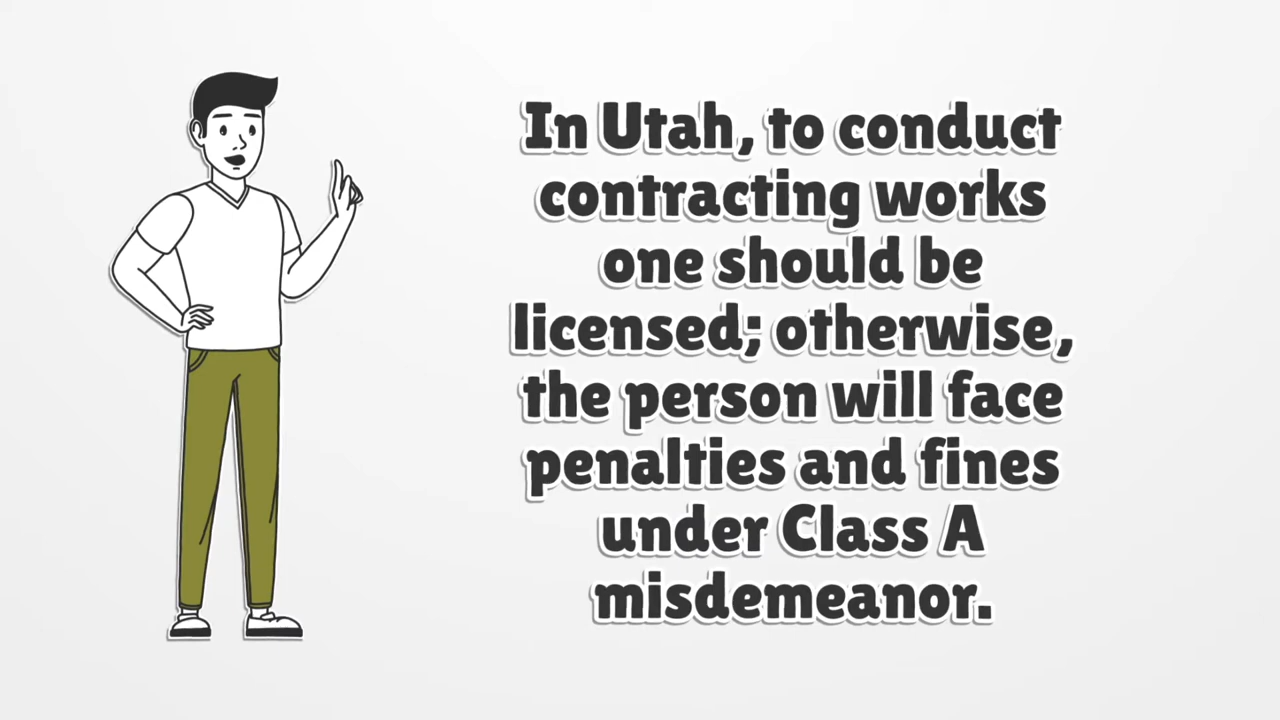 In Utah, to conduct
contracting works
one should be
licensed; otherwise,
the person will face
penalties and fines
under Class A
misdemeanor.